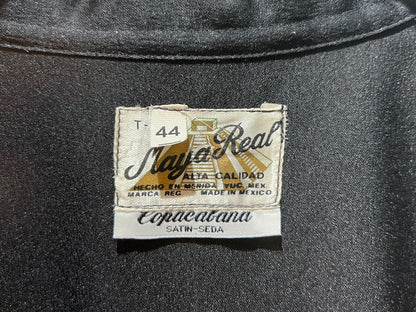 T- 44
Maya Real
ALTA CALIDAD
HECHO EN MERIDA YUC. MEX.
MARCA REG. MADE IN MEXICO
Copacabana
SATIN-SEDA